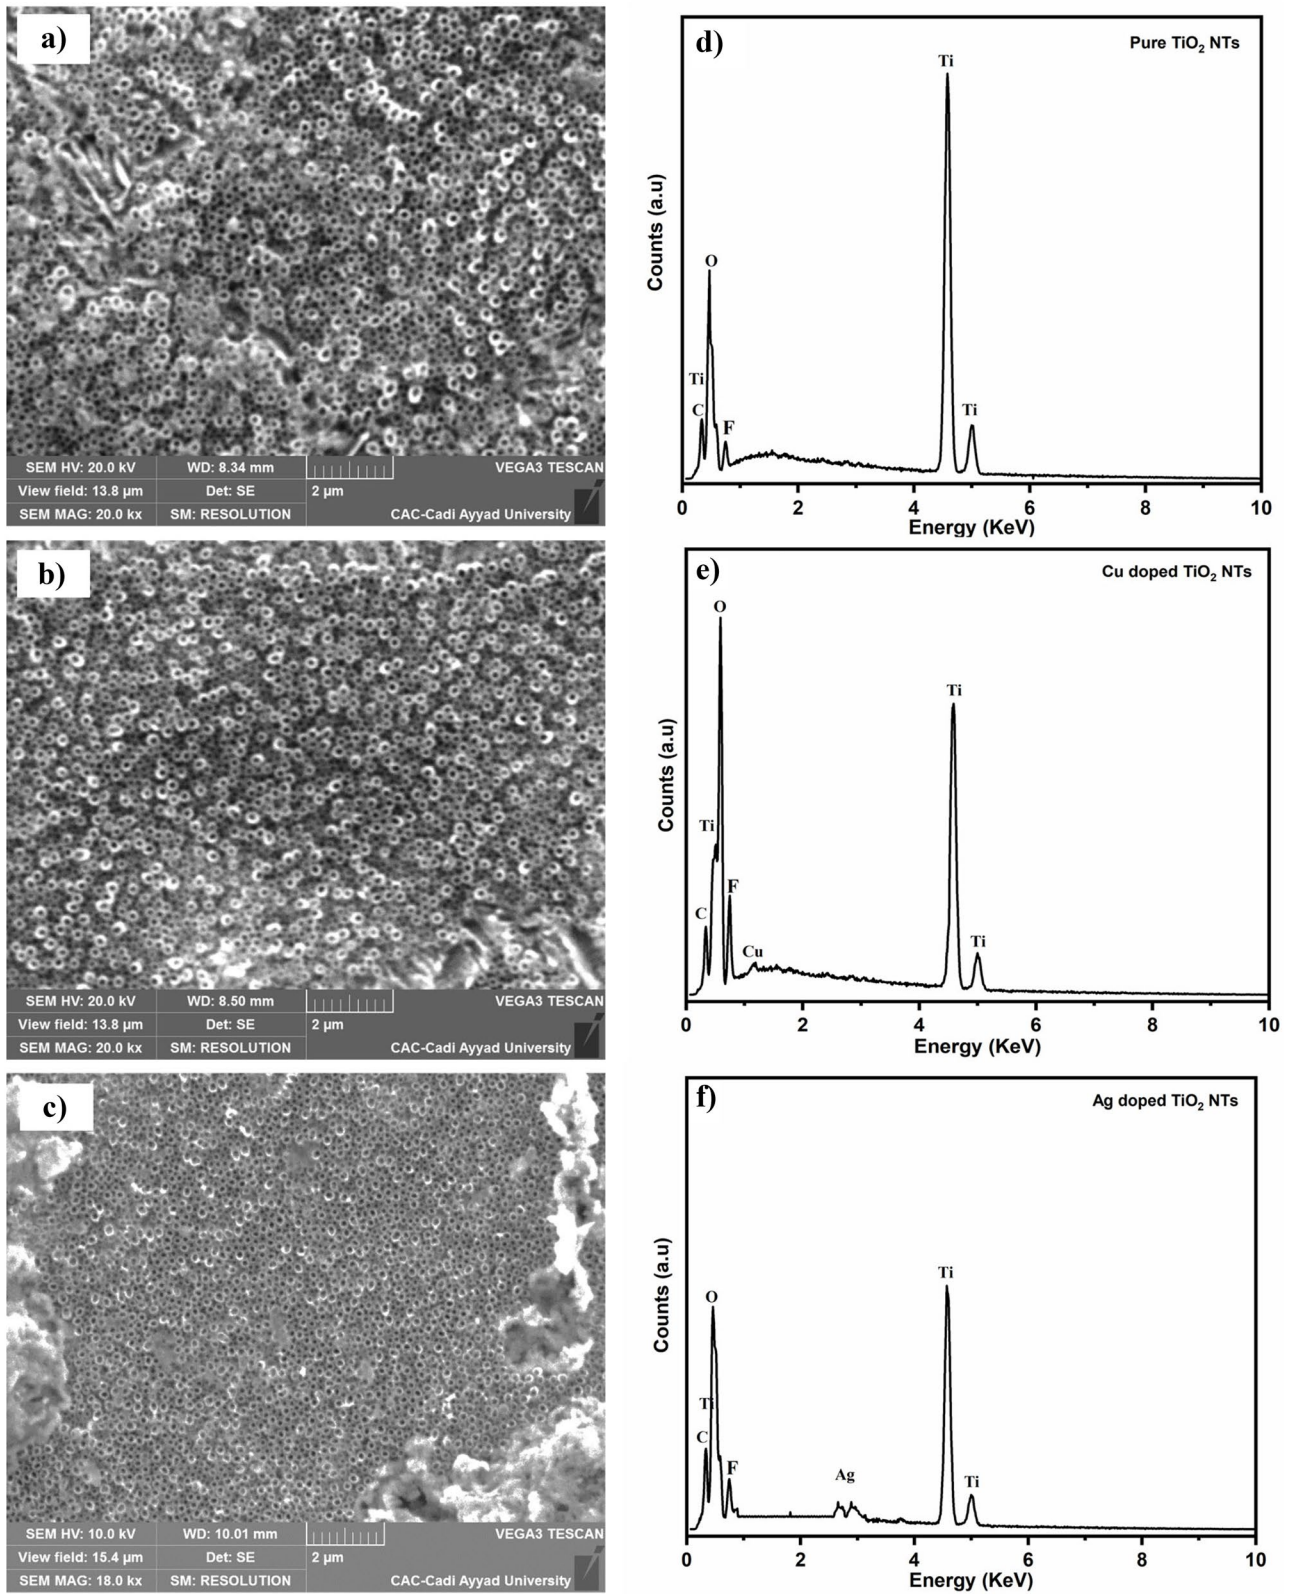 a)
SEM HV: 20.0 kV WD: 8.34 mm VEGA3 TESCAN
View field: 13.8 µm Det: SE 2 µm
SEM MAG: 20.0 kx SM: RESOLUTION CAC-Cadi Ayyad University
d)
Pure TiO2 NTs
Ti
O
Ti
C
F
Ti
Counts (a.u)
0 2 4 6 8 10
Energy (KeV)
b)
SEM HV: 20.0 kV WD: 8.50 mm VEGA3 TESCAN
View field: 13.8 µm Det: SE 2 µm
SEM MAG: 20.0 kx SM: RESOLUTION CAC-Cadi Ayyad University
e)
Cu doped TiO2 NTs
O
Ti
Ti
F
C
Cu
Ti
Counts (a.u)
0 2 4 6 8 10
Energy (KeV)
c)
SEM HV: 10.0 kV WD: 10.01 mm VEGA3 TESCAN
View field: 15.4 µm Det: SE 2 µm
SEM MAG: 18.0 kx SM: RESOLUTION CAC-Cadi Ayyad University
f)
Ag doped TiO2 NTs
Ti
O
Ti
C
F
Ag
Ti
Counts (a.u)
0 2 4 6 8 10
Energy (KeV)